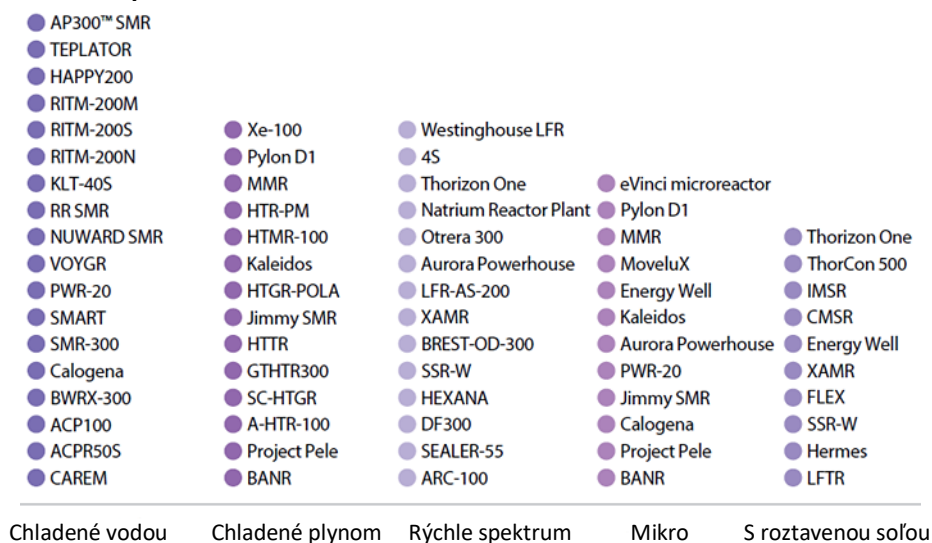 AP300™ SMR
TEPLATOR
HAPPY200
RITM-200M
RITM-200S
RITM-200N
KLT-40S
RR SMR
NUWARD SMR
VOYGR
PWR-20
SMART
SMR-300
Calogena
BWRX-300
ACP100
ACPR50S
CAREM
Chladené vodou
Xe-100
Pylon D1
MMR
HTR-PM
HTMR-100
Kaleidos
HTGR-POLA
Jimmy SMR
HTTR
GTHTR300
SC-HTGR
A-HTR-100
Project Pele
BANR
Chladené plynom
Westinghouse LFR
4S
Thorizon One
Natrium Reactor Plant
Otrera 300
Aurora Powerhouse
LFR-AS-200
XAMR
BREST-OD-300
SSR-W
HEXANA
DF300
SEALER-55
ARC-100
Rýchle spektrum
eVinci microreactor
Pylon D1
MMR
MoveluX
Energy Well
Kaleidos
Aurora Powerhouse
PWR-20
Jimmy SMR
Calogena
Project Pele
BANR
Mikro
Thorizon One
ThorCon 500
IMSR
CMSR
Energy Well
XAMR
FLEX
SSR-W
Hermes
LFTR
S roztavenou soľou